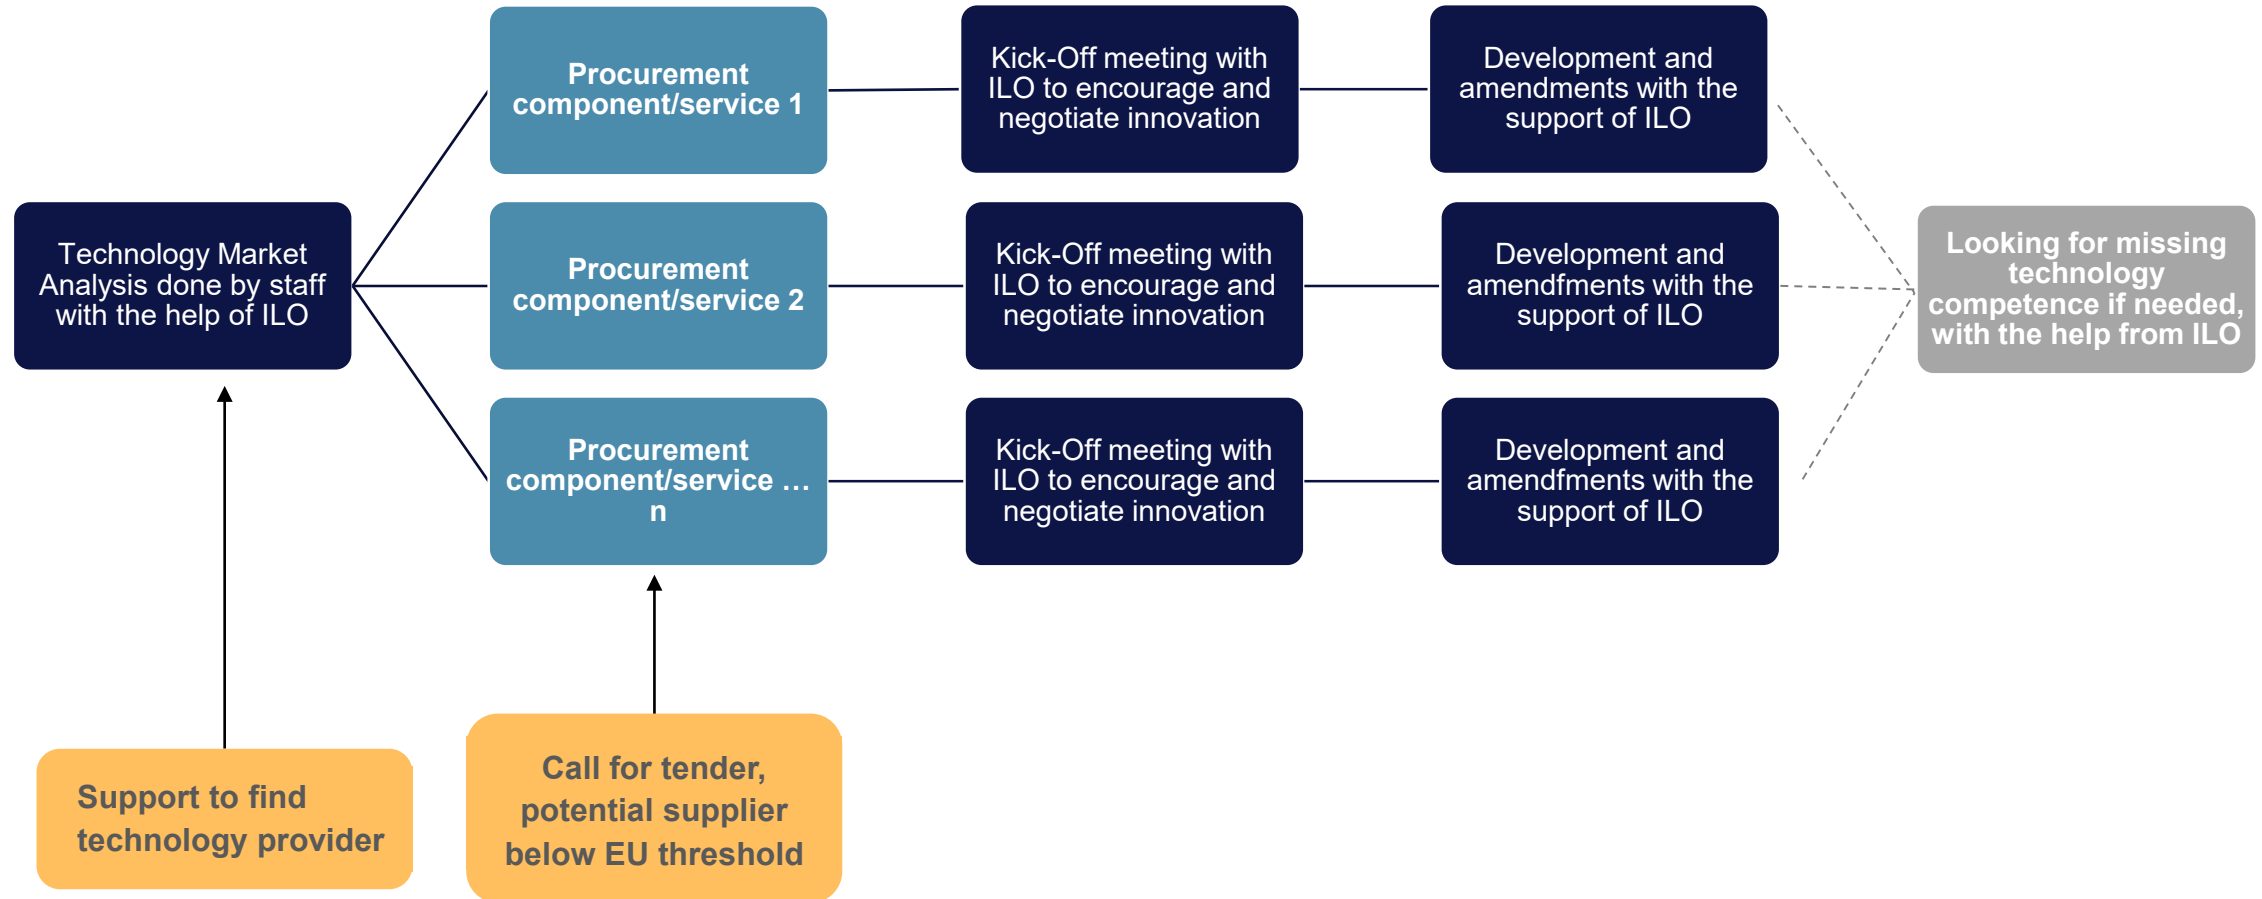 Procurement
component/service 1
Kick-Off meeting with
ILO to encourage and
negotiate innovation
Development and
amendments with the
support of ILO
Technology Market
Analysis done by staff
with the help of ILO
Procurement
component/service 2
Kick-Off meeting with
ILO to encourage and
negotiate innovation
Development and
amendfments with the
support of ILO
Looking for missing
technology
competence if needed,
with the help from ILO
Procurement
component/service …
n
Kick-Off meeting with
ILO to encourage and
negotiate innovation
Development and
amendfments with the
support of ILO
Support to find
technology provider
Call for tender,
potential supplier
below EU threshold